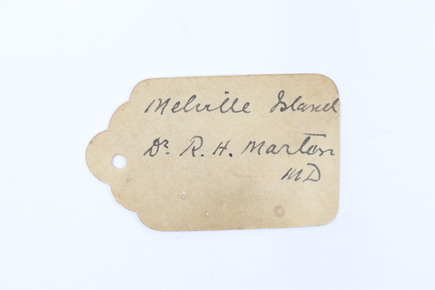 Melville Island
Dr. R. H. Marten
MD